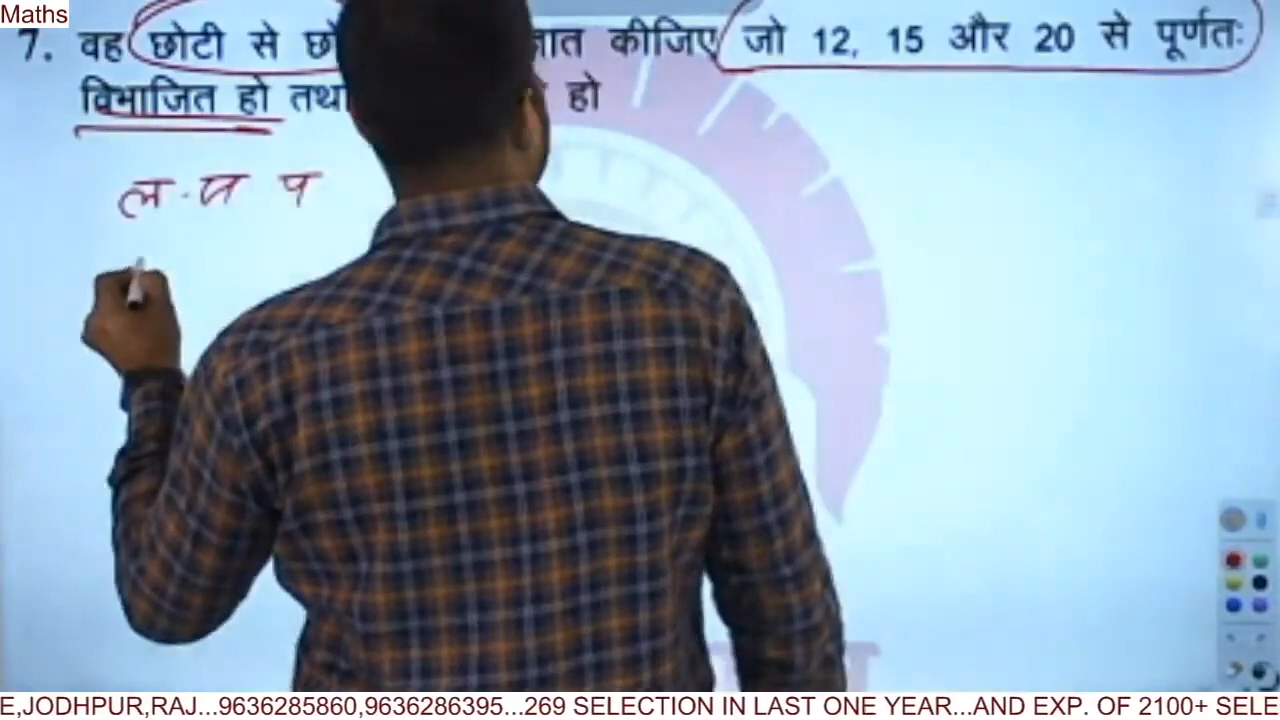 Maths
7. वह छोटी से छो ज्ञात कीजिए जो 12, 15 और 20 से पूर्णतः
विभाजित हो तथा हो
ल.स प
E,JODHPUR,RAJ...9636285860,9636286395...269 SELECTION IN LAST ONE YEAR...AND EXP. OF 2100+ SELE